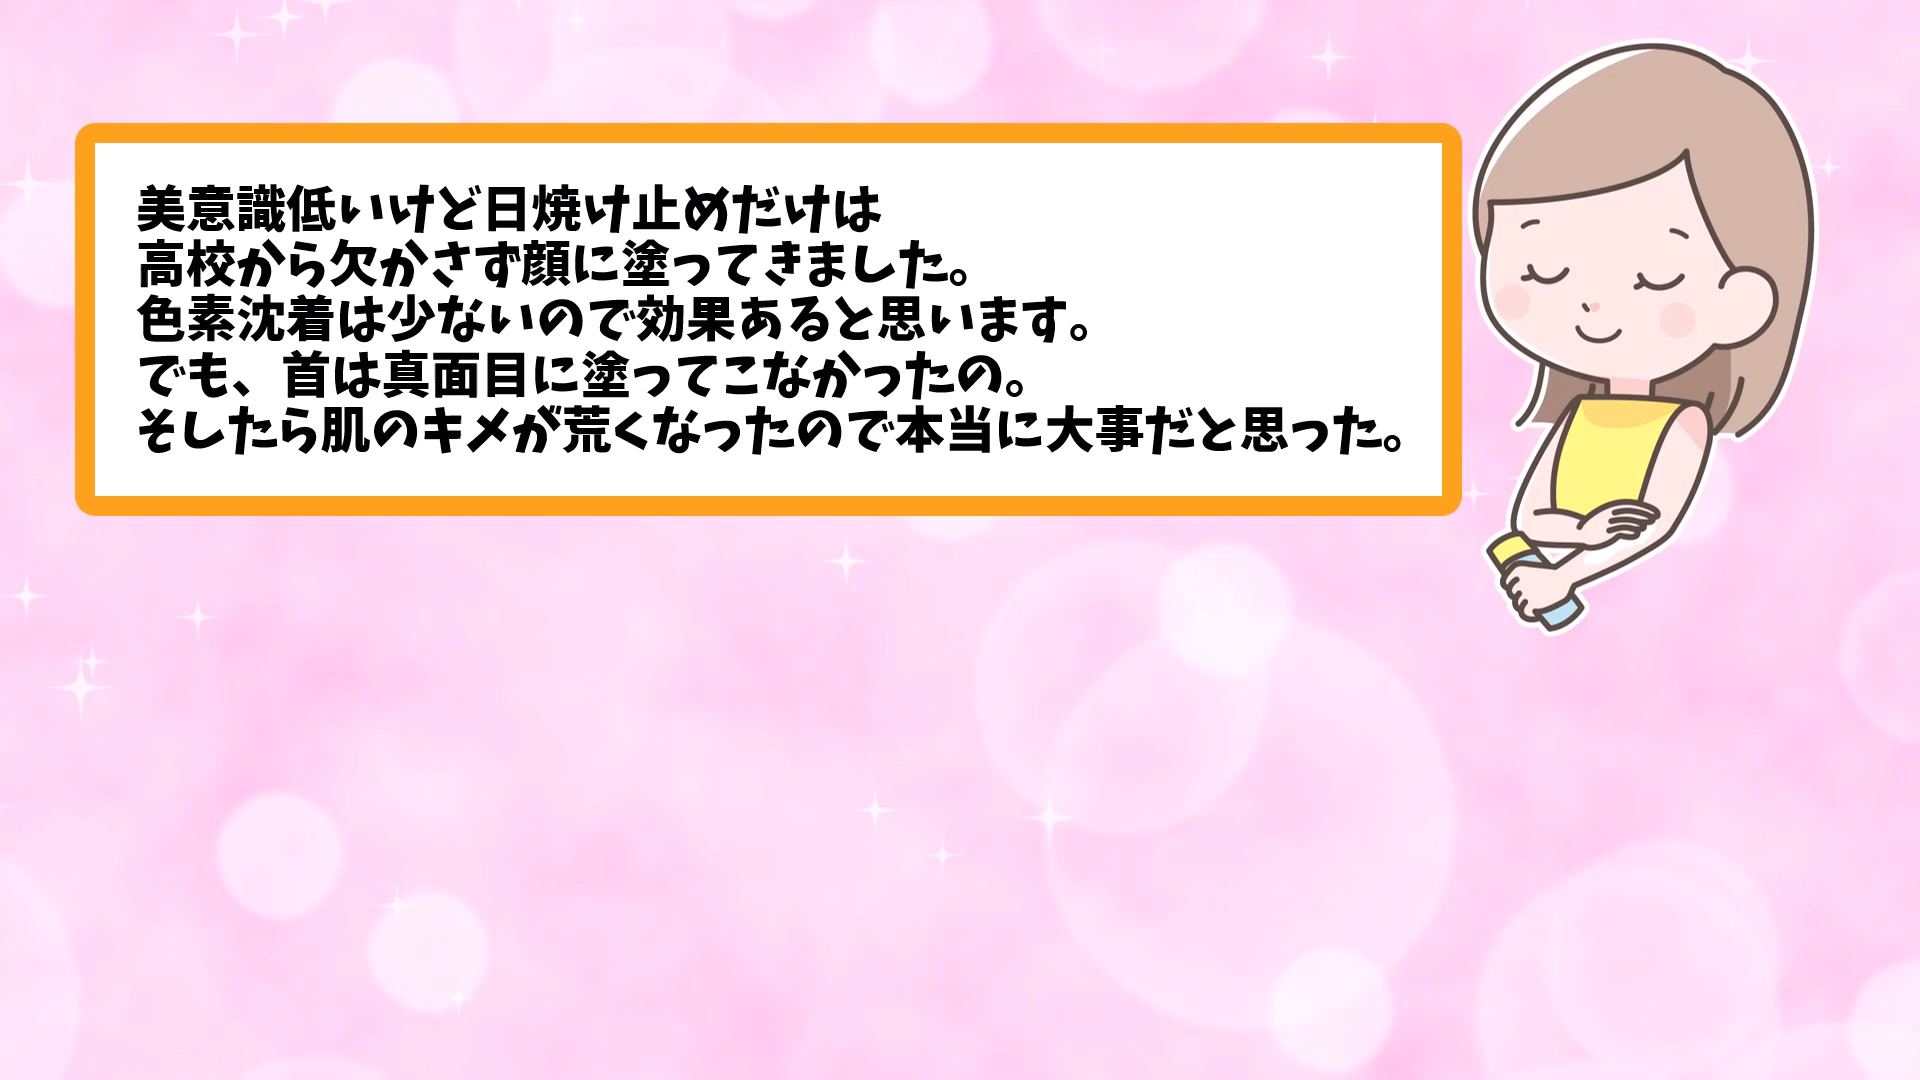 美意識低いけど日焼け止めだけは
高校から欠かさず顔に塗ってきました。
色素沈着は少ないので効果あると思います。
でも、首は真面目に塗ってこなかったの。
そしたら肌のキメが荒くなったので本当に大事だと思った。